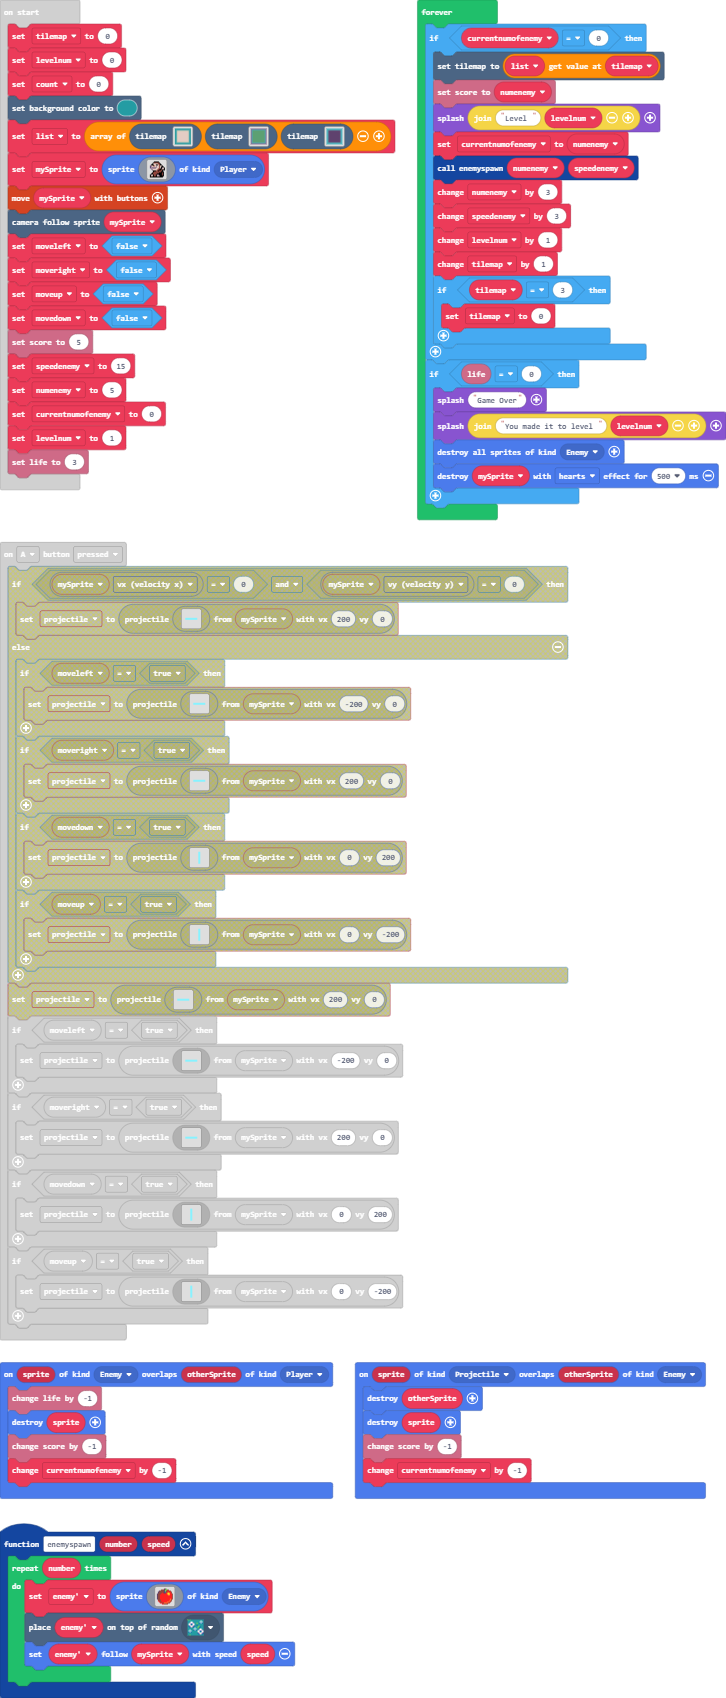 on start
set tilemap to 0
set levelnum to 0
set count to 0
set background color to
set list to array of tilemap tilemap tilemap
set mySprite to sprite of kind Player
move mySprite with buttons
camera follow sprite mySprite
set moveleft to false
set moveright to false
set moveup to false
set movedown to false
set score to 5
set speedenemy to 15
set numenemy to 5
set currentnumofenemy to 0
set levelnum to 1
set life to 3
forever
if currentnumofenemy = 0 then
set tilemap to list get value at tilemap
set score to numenemy
splash join "Level " levelnum
set currentnumofenemy to numenemy
call enemyspawn numenemy speedenemy
change numenemy by 3
change speedenemy by 3
change levelnum by 1
change tilemap by 1
if tilemap = 3 then
set tilemap to 0
if life = 0 then
splash "Game Over"
splash join "You made it to level " levelnum
destroy all sprites of kind Enemy
destroy mySprite with hearts effect for 500 ms
on A button pressed
if mySprite vx (velocity x) = 0 and mySprite vy (velocity y) = 0 then
set projectile to projectile from mySprite with vx 200 vy 0
else
if moveleft = true then
set projectile to projectile from mySprite with vx -200 vy 0
if moveright = true then
set projectile to projectile from mySprite with vx 200 vy 0
if movedown = true then
set projectile to projectile from mySprite with vx 0 vy 200
if moveup = true then
set projectile to projectile from mySprite with vx 0 vy -200
set projectile to projectile from mySprite with vx 200 vy 0
if moveleft = true then
set projectile to projectile from mySprite with vx -200 vy 0
if moveright = true then
set projectile to projectile from mySprite with vx 200 vy 0
if movedown = true then
set projectile to projectile from mySprite with vx 0 vy 200
if moveup = true then
set projectile to projectile from mySprite with vx 0 vy -200
on sprite of kind Enemy overlaps otherSprite of kind Player
change life by -1
destroy sprite
change score by -1
change currentnumofenemy by -1
on sprite of kind Projectile overlaps otherSprite of kind Enemy
destroy otherSprite
destroy sprite
change score by -1
change currentnumofenemy by -1
function enemyspawn number speed
repeat number times
do
set enemy' to sprite of kind Enemy
place enemy' on top of random
set enemy' follow mySprite with speed speed